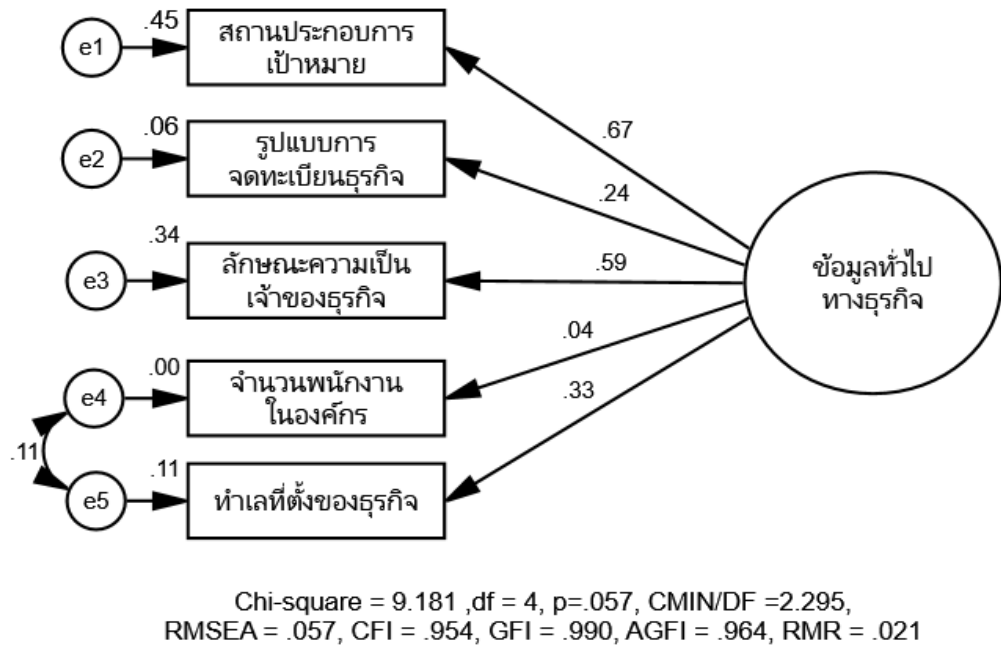 .45
e1
สถานประกอบการ
เป้าหมาย
.67
.06
e2
รูปแบบการ
จดทะเบียนธุรกิจ
.24
.34
e3
ลักษณะความเป็น
เจ้าของธุรกิจ
.59
ข้อมูลทั่วไป
ทางธุรกิจ
.00
e4
จำนวนพนักงาน
ในองค์กร
.04
.33
.11
.11
e5
ทำเลที่ตั้งของธุรกิจ
Chi-square = 9.181 ,df = 4, p=.057, CMIN/DF =2.295,
RMSEA = .057, CFI = .954, GFI = .990, AGFI = .964, RMR = .021